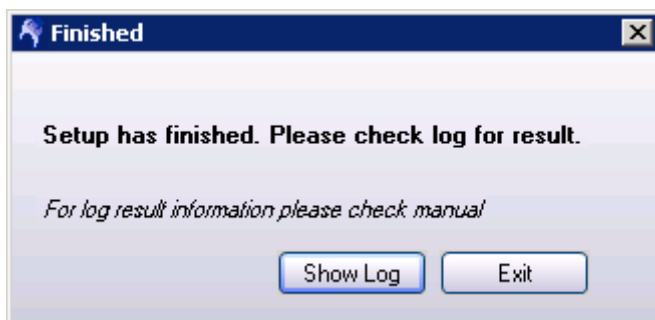 Finished
Setup has finished. Please check log for result.
For log result information please check manual
Show Log
Exit